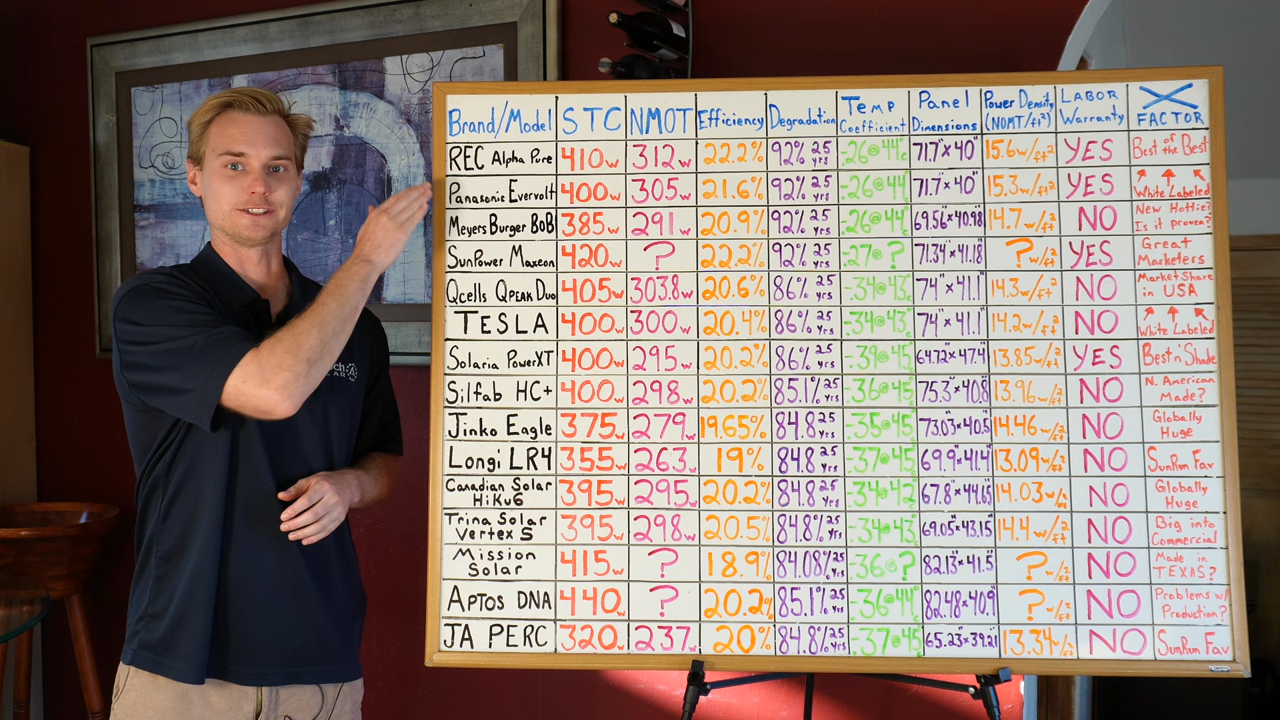 Brand/Model STC NMOT Efficiency Degradation Temp Coefficient Panel Dimensions Power Density (NOMT/ft²) LABOR Warranty X FACTOR
REC Alpha Pure 410w 312w 22.2% 92% 25 yrs -.26@44°c 71.7"x40" 15.6w/ft² YES Best of the Best
Panasonic Evervolt 400w 305w 21.6% 92% 25 yrs -.26@44° 71.7"x40" 15.3w/ft² YES ↑ ↑ ↑ White Labeled
Meyers Burger BoB 385w 291w 20.9% 92% 25 yrs -.26@44° 69.56"x40.98" 14.7w/ft² NO New Hottie? Is it proven?
SunPower Maxeon 420w ? 22.2% 92% 25 yrs -.27@? 71.34"x41.18" ?w/ft² YES Great Marketers
Qcells QPeak Duo 405w 303.8w 20.6% 86% 25 yrs -.34@43° 74"x41.1" 14.3w/ft² NO Market Share in USA
TESLA 400w 300w 20.4% 86% 25 yrs -.34@43° 74"x41.1" 14.2w/ft² NO ↑ ↑ ↑ White Labeled
Solaria PowerXT 400w 295w 20.2% 86% 25 yrs -.39@45 64.72"x47.4" 13.85w/ft² YES Best n' Shade
Silfab HC+ 400w 298w 20.2% 85.1% 25 yrs -.36@45° 75.3"x40.8 13.96w/ft² NO N. American Made?
Jinko Eagle 375w 279w 19.65% 84.8 25 yrs -.35@45° 73.03"x40.5" 14.46w/ft² NO Globally Huge
Longi LR4 355w 263w 19% 84.8 25 yrs -.37@45° 69.9"x41.4" 13.09w/ft² NO SunRun Fav
Canadian Solar HiKu6 395w 295w 20.2% 84.8 25 yrs -.34@42° 67.8"x44.65" 14.03w/ft² NO Globally Huge
Trina Solar Vertex S 395w 298w 20.5% 84.8% 25 yrs -.34@43° 69.05"x43.15" 14.4w/ft² NO Big into Commercial
Mission Solar 415w ? 18.9% 84.08% 25 yrs -.36@? 82.13"x41.5" ?w/ft² NO Made in TEXAS?
APTOS DNA 440w ? 20.2% 85.1% 25 yrs -.36@44° 82.48"x40.9" ?w/ft² NO Problems w/ Production?
JA PERC 320w 237w 20% 84.8% 25 yrs -.37@45 65.23"x39.21" 13.34w/ft² NO SunRun Fav